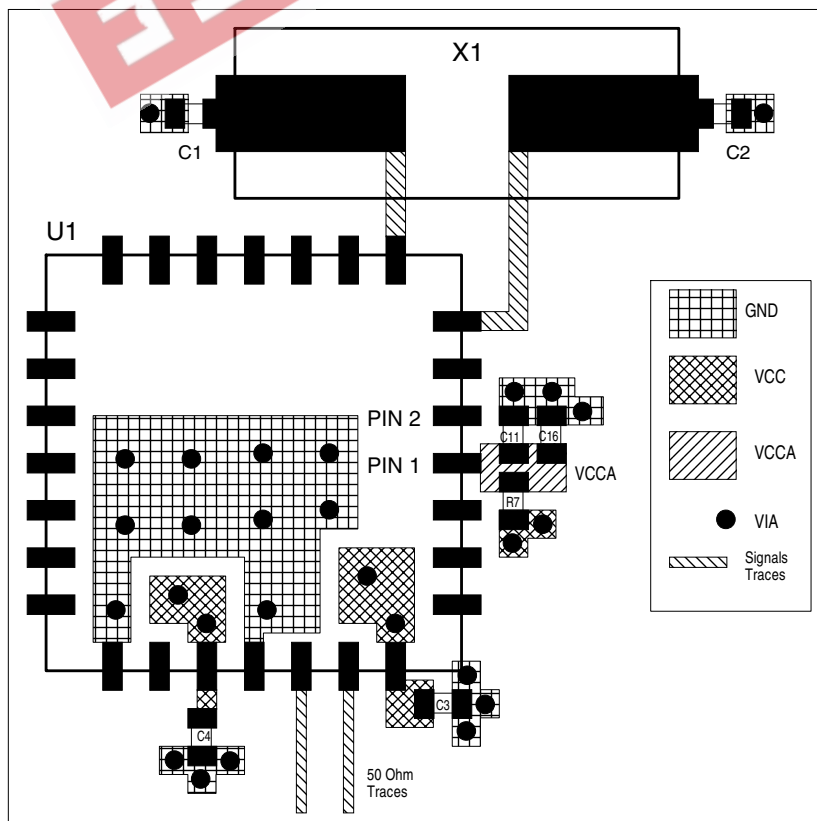 X1
C1
C2
U1
GND
VCC
VCCA
VIA
Signals
Traces
PIN 2
PIN 1
C11
C16
VCCA
R7
C3
C4
50 Ohm
Traces